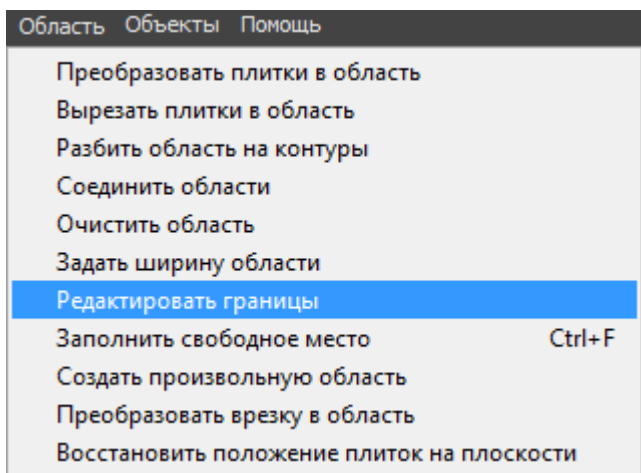 Область Объекты Помощь
Преобразовать плитки в область
Вырезать плитки в область
Разбить область на контуры
Соединить области
Очистить область
Задать ширину области
Редактировать границы
Заполнить свободное место Ctrl+F
Создать произвольную область
Преобразовать врезку в область
Восстановить положение плиток на плоскости